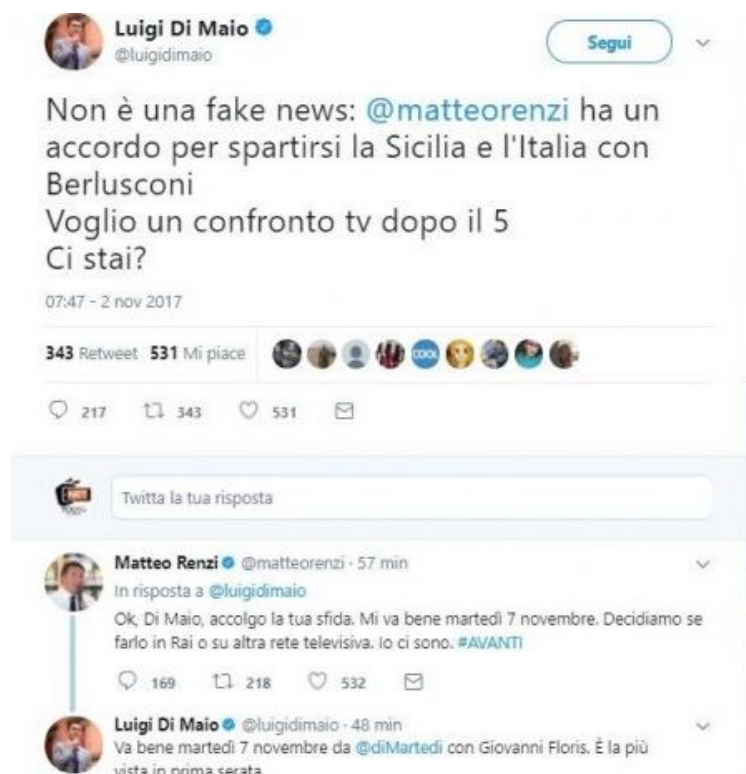 Luigi Di Maio
@luigidimaio
Segui
Non è una fake news: @matteorenzi ha un
accordo per spartirsi la Sicilia e l'Italia con
Berlusconi
Voglio un confronto tv dopo il 5
Ci stai?
07:47 - 2 nov 2017
343 Retweet 531 Mi piace
COOL
217 343 531
Twitta la tua risposta
Matteo Renzi @matteorenzi · 57 min
In risposta a @luigidimaio
Ok, Di Maio, accolgo la tua sfida. Mi va bene martedì 7 novembre. Decidiamo se
farlo in Rai o su altra rete televisiva. Io ci sono. #AVANTI
169 218 532
Luigi Di Maio @luigidimaio · 48 min
Va bene martedì 7 novembre da @diMartedi con Giovanni Floris. È la più
vista in prima serata